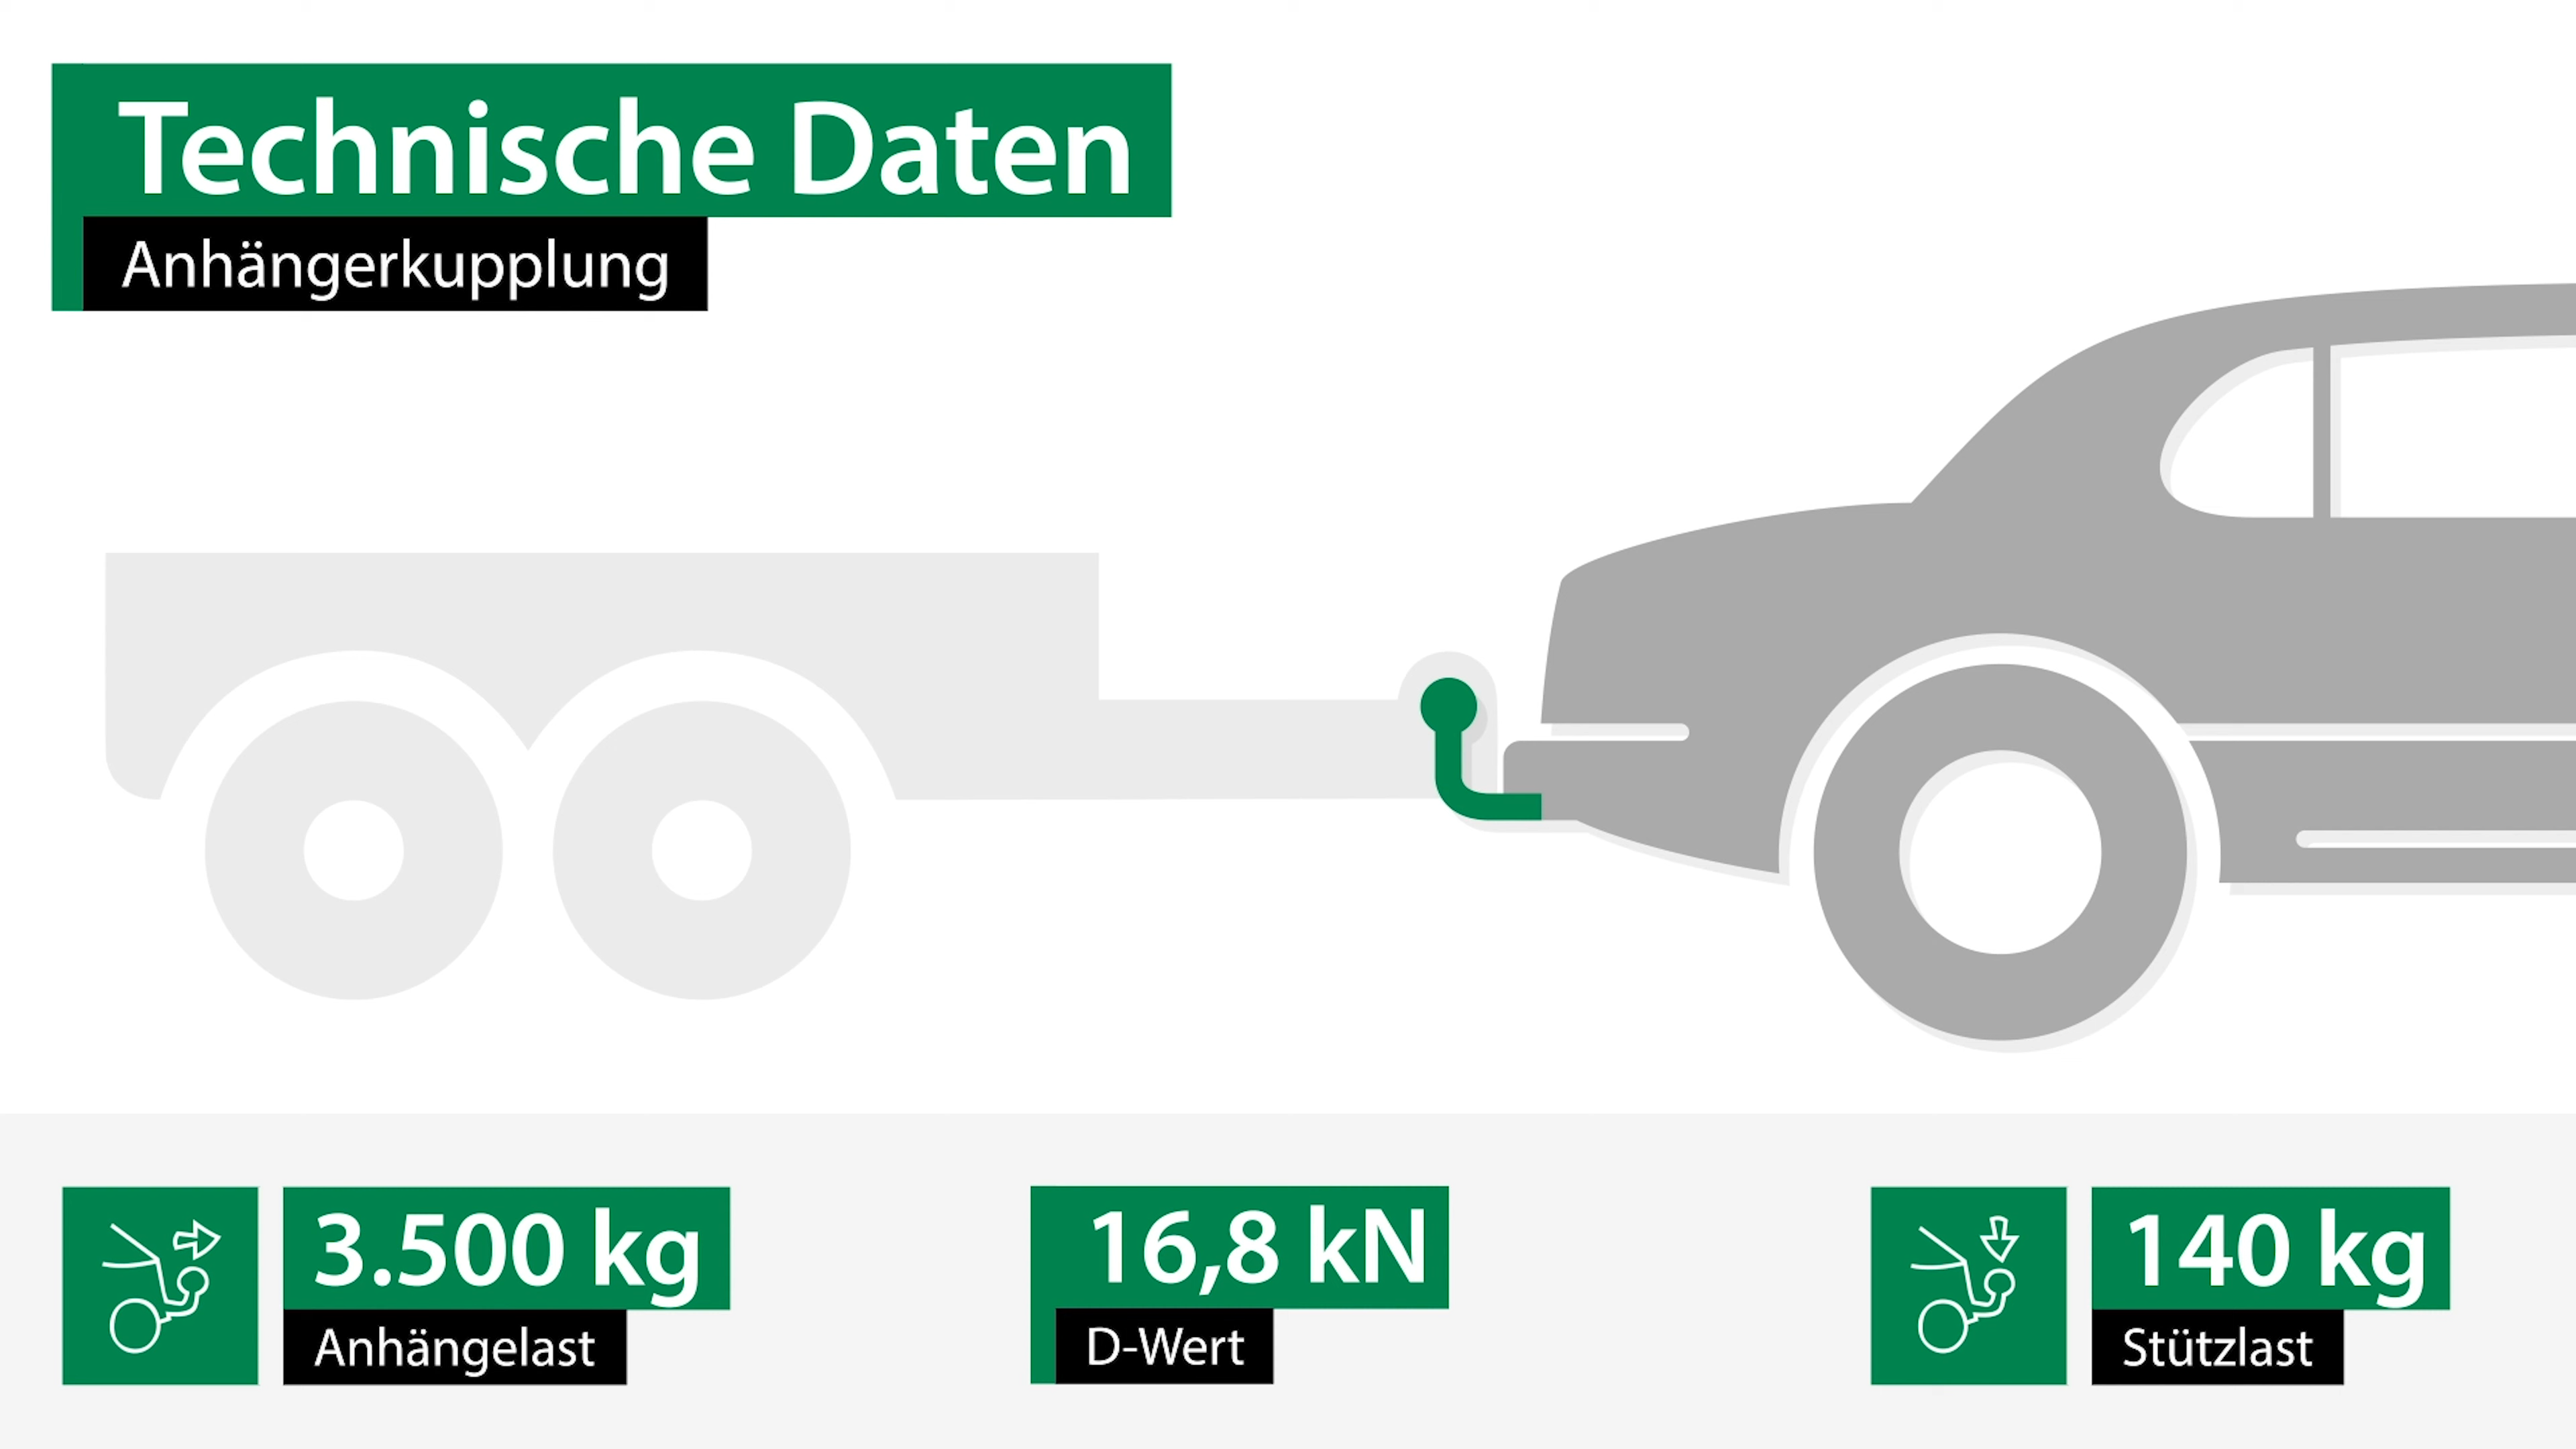 Technische Daten
Anhängerkupplung
3.500 kg
Anhängelast
16,8 kN
D-Wert
140 kg
Stützlast